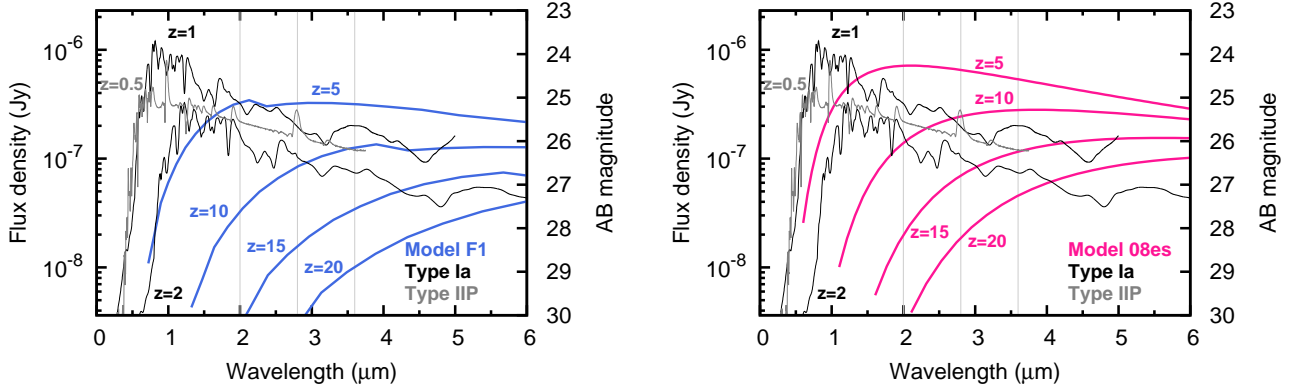 10⁻⁶
10⁻⁷
10⁻⁸
Flux density (Jy)
23
24
25
26
27
28
29
30
AB magnitude
z=1
z=0.5
z=5
z=10
z=15
z=20
z=2
Model F1
Type Ia
Type IIP
0 1 2 3 4 5 6
Wavelength (μm)
10⁻⁶
10⁻⁷
10⁻⁸
Flux density (Jy)
23
24
25
26
27
28
29
30
AB magnitude
z=1
z=0.5
z=5
z=10
z=15
z=20
z=2
Model 08es
Type Ia
Type IIP
0 1 2 3 4 5 6
Wavelength (μm)